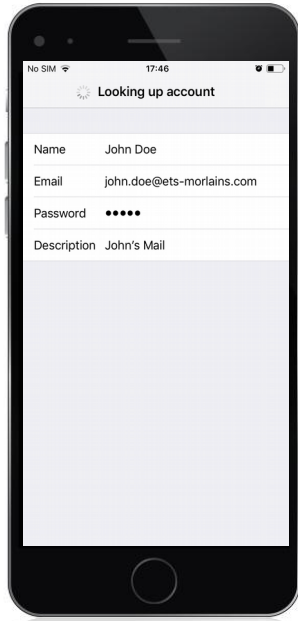 No SIM 17:46
Looking up account
Name John Doe
Email john.doe@ets-morlains.com
Password •••••
Description John's Mail